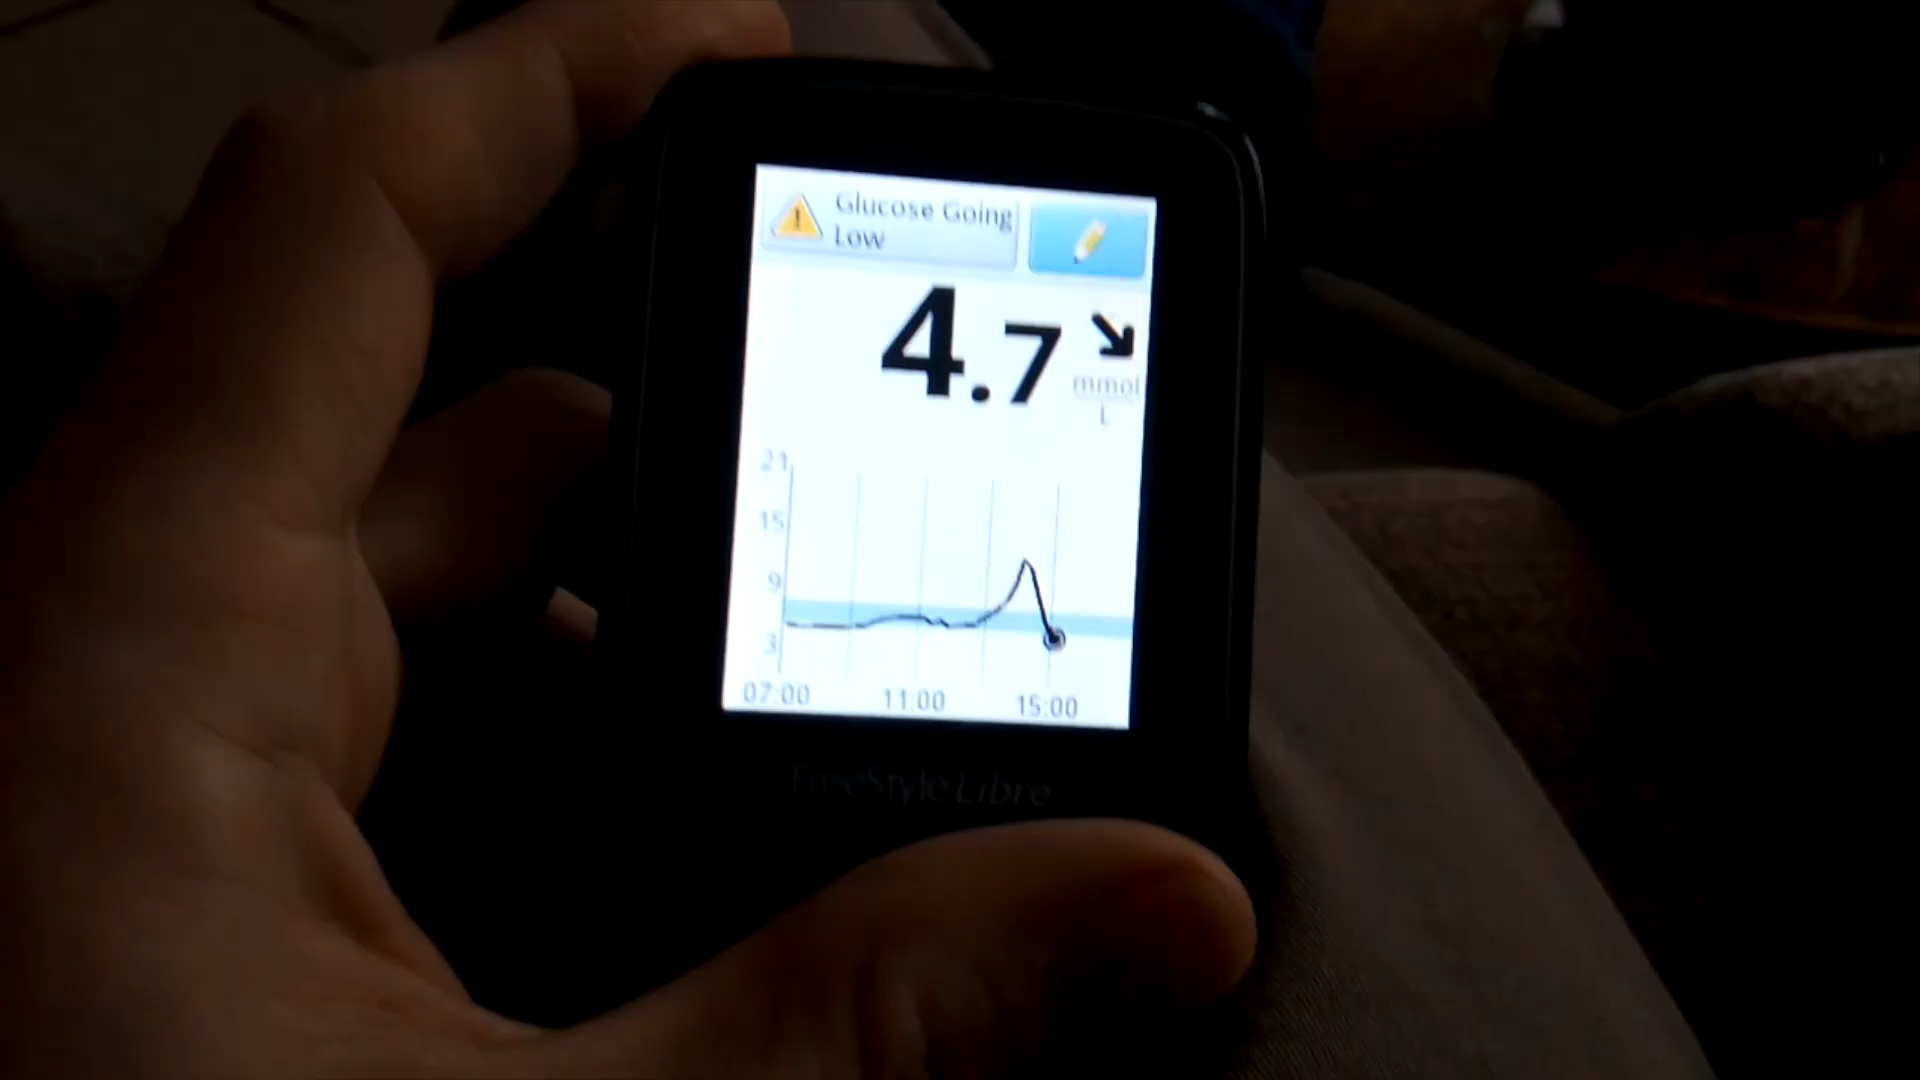 Glucose Going
Low
4.7
mmol
L
21
15
9
3
07:00 11:00 15:00
FreeStyle Libre